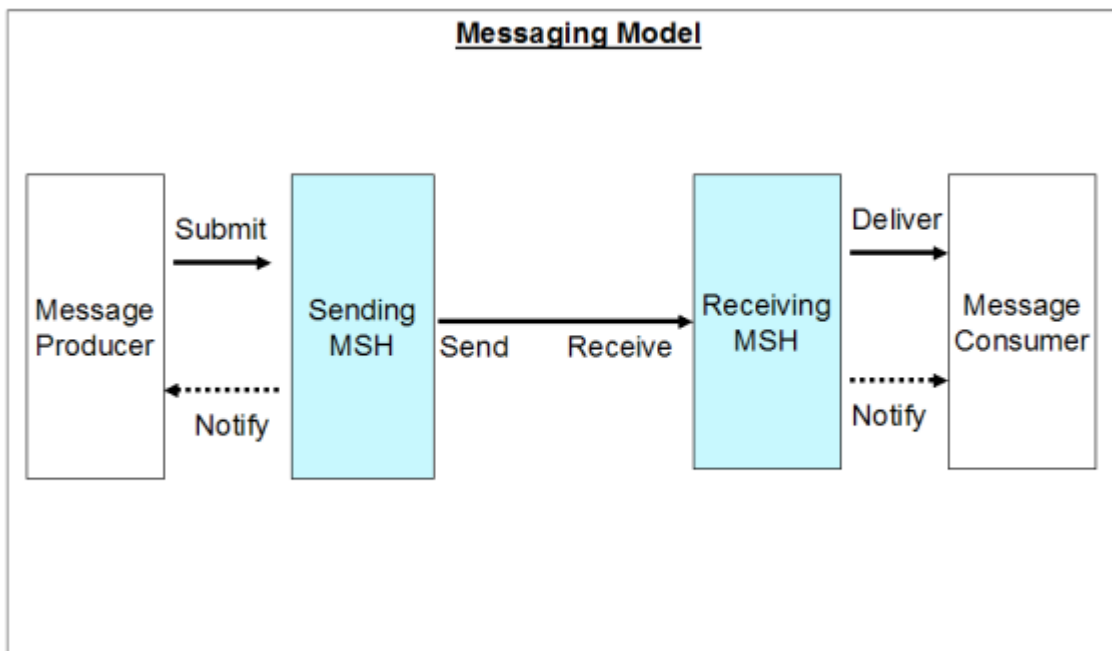 Messaging Model
Submit
Deliver
Message
Producer
Sending
MSH
Receiving
MSH
Message
Consumer
Send
Receive
Notify
Notify